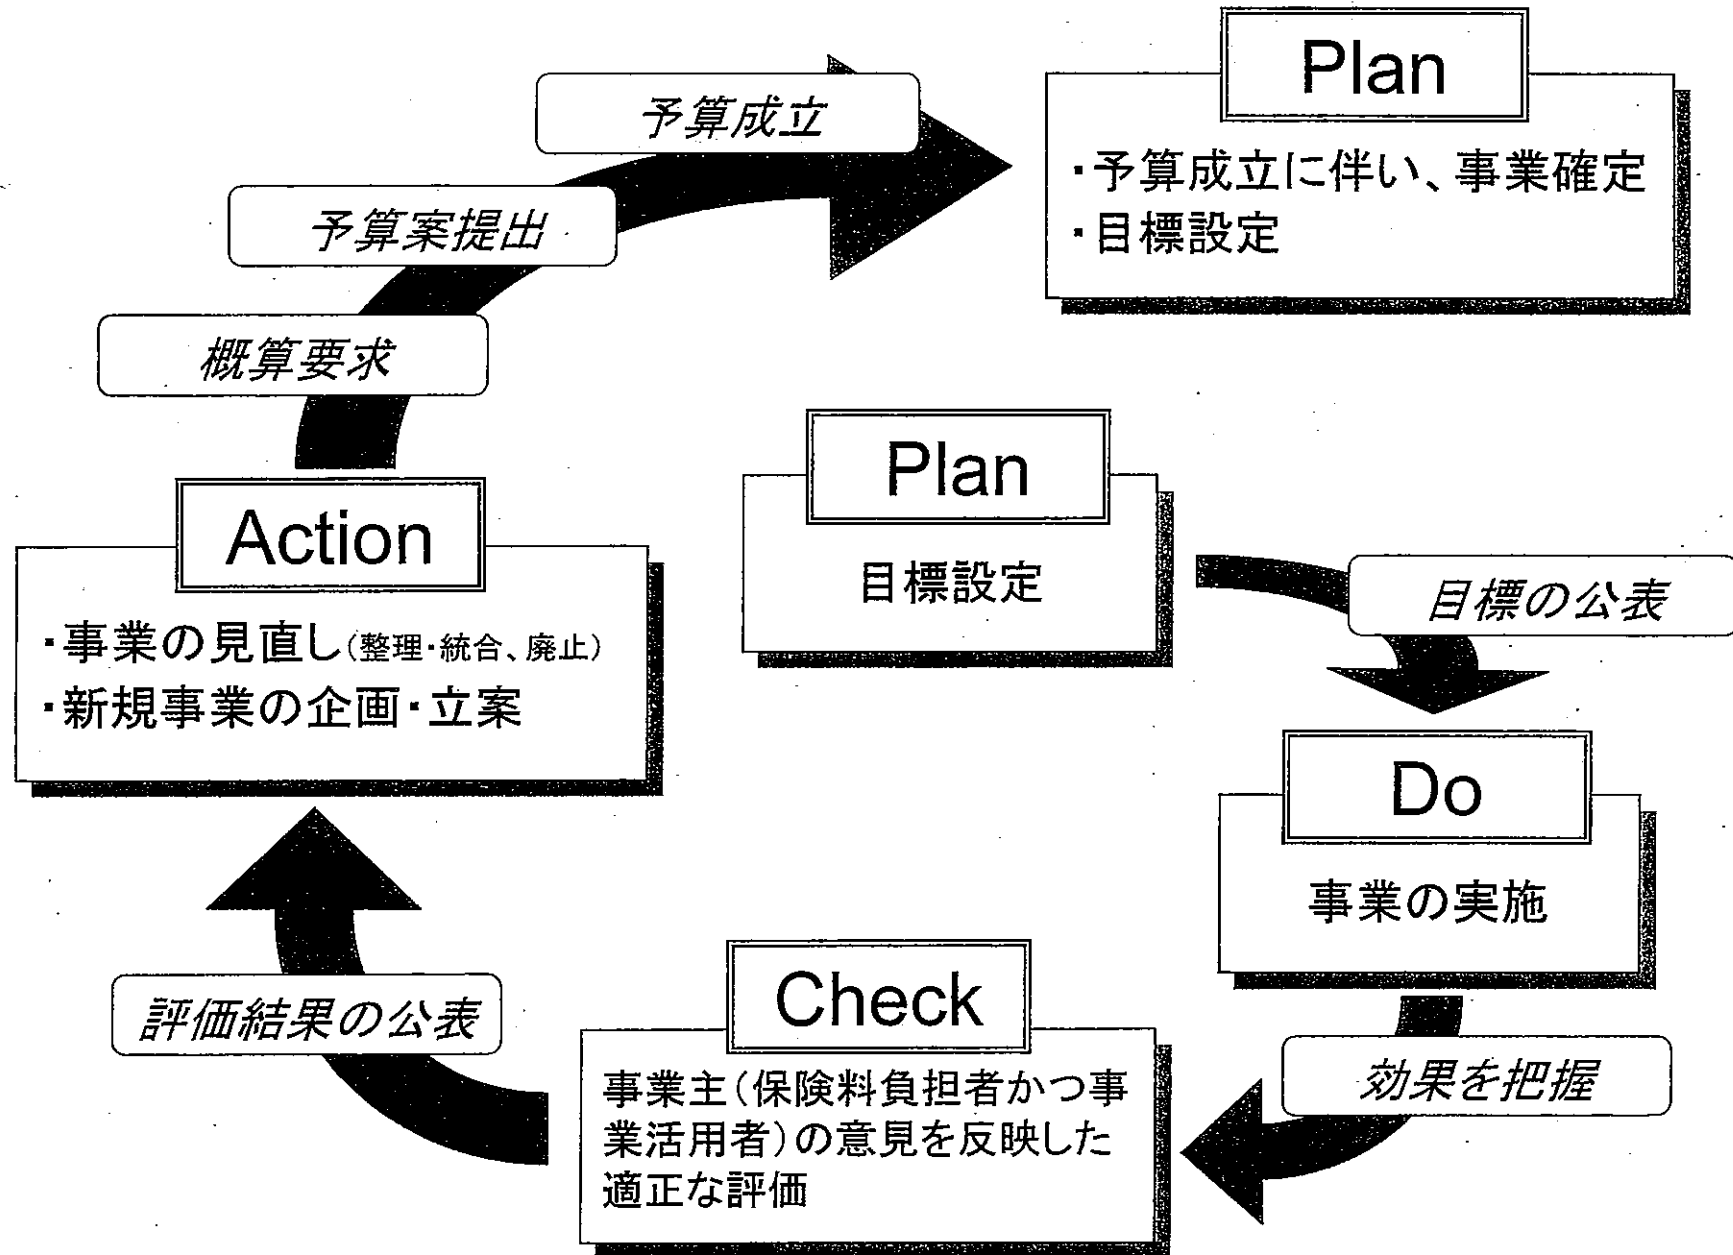 Plan
・予算成立に伴い、事業確定
・目標設定
予算成立
予算案提出
概算要求
Plan
目標設定
目標の公表
Action
・事業の見直し(整理・統合、廃止)
・新規事業の企画・立案
Do
事業の実施
効果を把握
Check
事業主(保険料負担者かつ事
業活用者)の意見を反映した
適正な評価
評価結果の公表